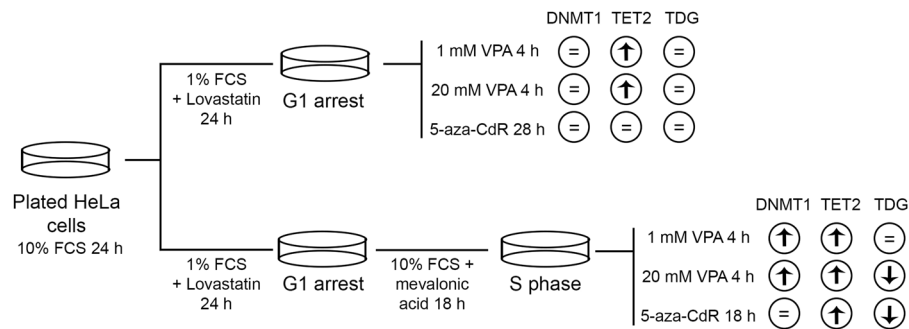 DNMT1 TET2 TDG
1 mM VPA 4 h = ↑ =
20 mM VPA 4 h = ↑ =
5-aza-CdR 28 h = = =
1% FCS
+ Lovastatin
24 h
G1 arrest
Plated HeLa
cells
10% FCS 24 h
1% FCS
+ Lovastatin
24 h
G1 arrest
10% FCS +
mevalonic
acid 18 h
S phase
DNMT1 TET2 TDG
1 mM VPA 4 h ↑ ↑ =
20 mM VPA 4 h ↑ ↑ ↓
5-aza-CdR 18 h = ↑ ↓